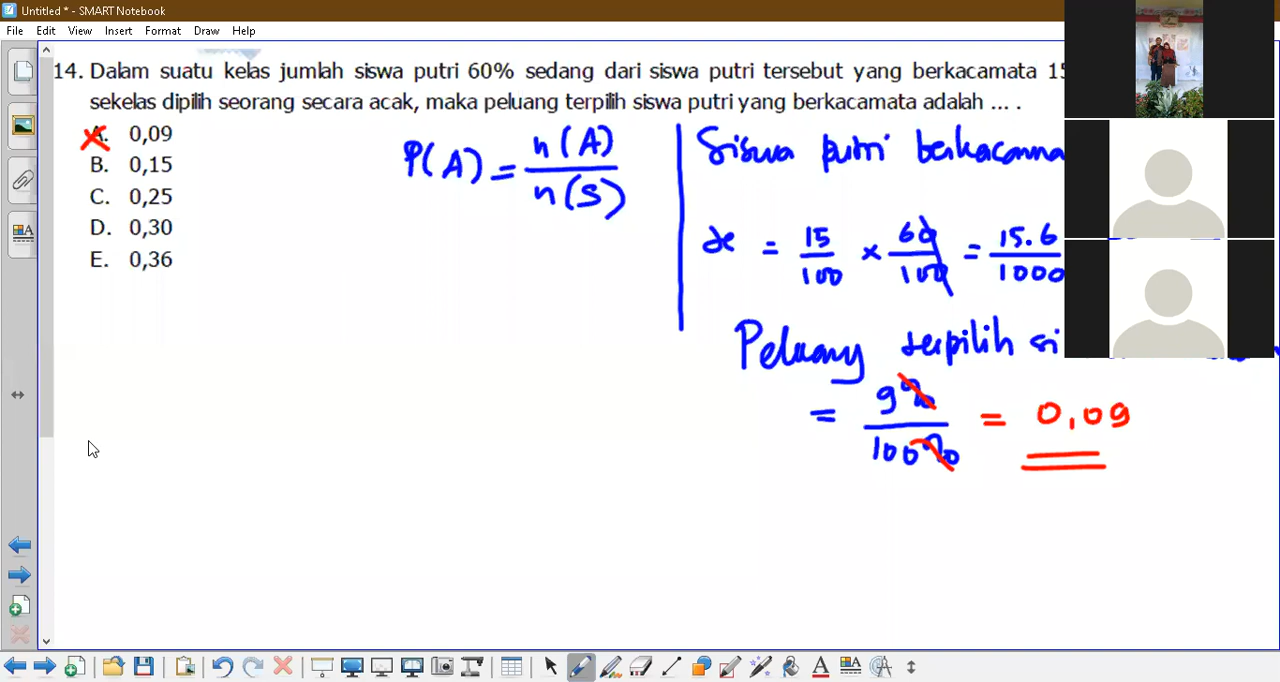 Untitled * - SMART Notebook
File Edit View Insert Format Draw Help
14. Dalam suatu kelas jumlah siswa putri 60% sedang dari siswa putri tersebut yang berkacamata 15
sekelas dipilih seorang secara acak, maka peluang terpilih siswa putri yang berkacamata adalah ... .
A. 0,09
B. 0,15
C. 0,25
D. 0,30
E. 0,36
P(A) = n(A) / n(S)
Siswa putri berkacama
x = 15/100 x 60/100 = 15.6/1000
Peluang terpilih si
= 9% / 100% = 0,09